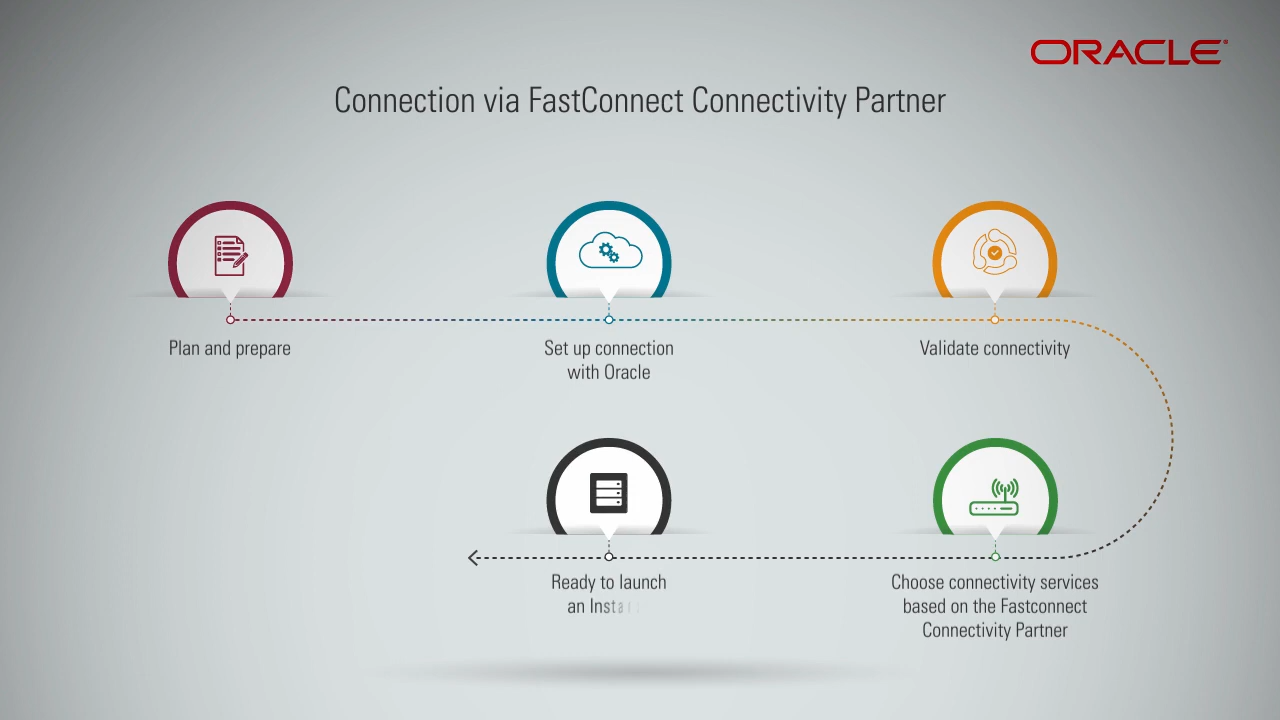 ORACLE
Connection via FastConnect Connectivity Partner
Plan and prepare
Set up connection
with Oracle
Validate connectivity
Ready to launch
an
Choose connectivity services
based on the Fastconnect
Connectivity Partner